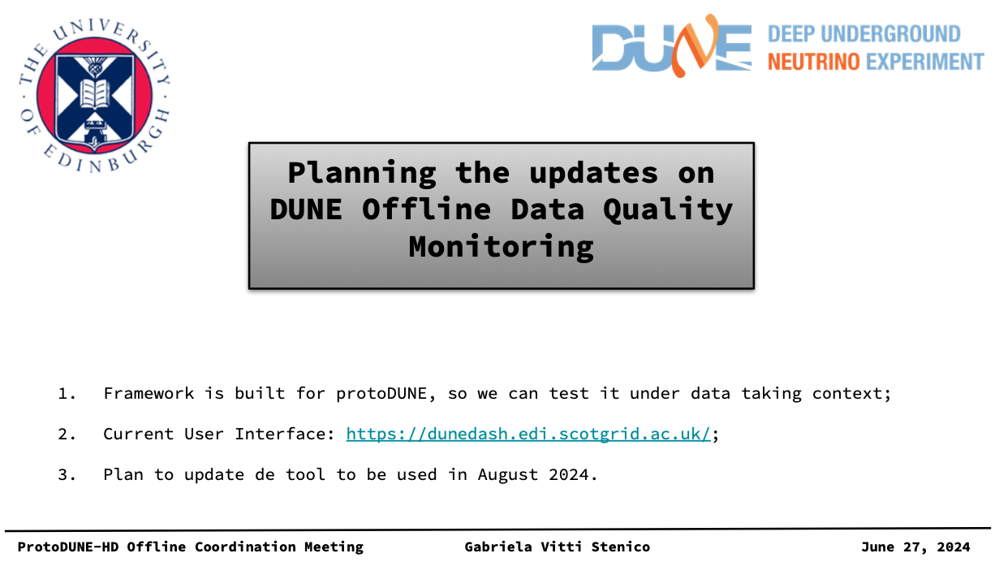 THE UNIVERSITY OF EDINBURGH
DUNE
DEEP UNDERGROUND
NEUTRINO EXPERIMENT
Planning the updates on
DUNE Offline Data Quality
Monitoring
1. Framework is built for protoDUNE, so we can test it under data taking context;
2. Current User Interface: https://dunedash.edi.scotgrid.ac.uk/;
3. Plan to update de tool to be used in August 2024.
ProtoDUNE-HD Offline Coordination Meeting
Gabriela Vitti Stenico
June 27, 2024